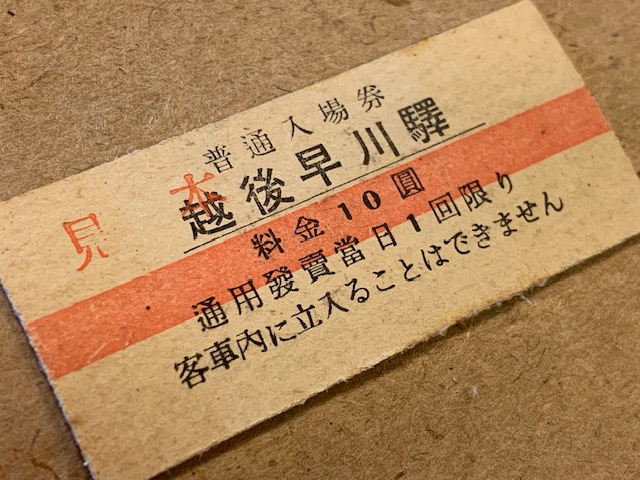 普通入場券
見本
越後早川驛
料金10圓
通用發賣當日1回限り
客車内に立入ることはできません